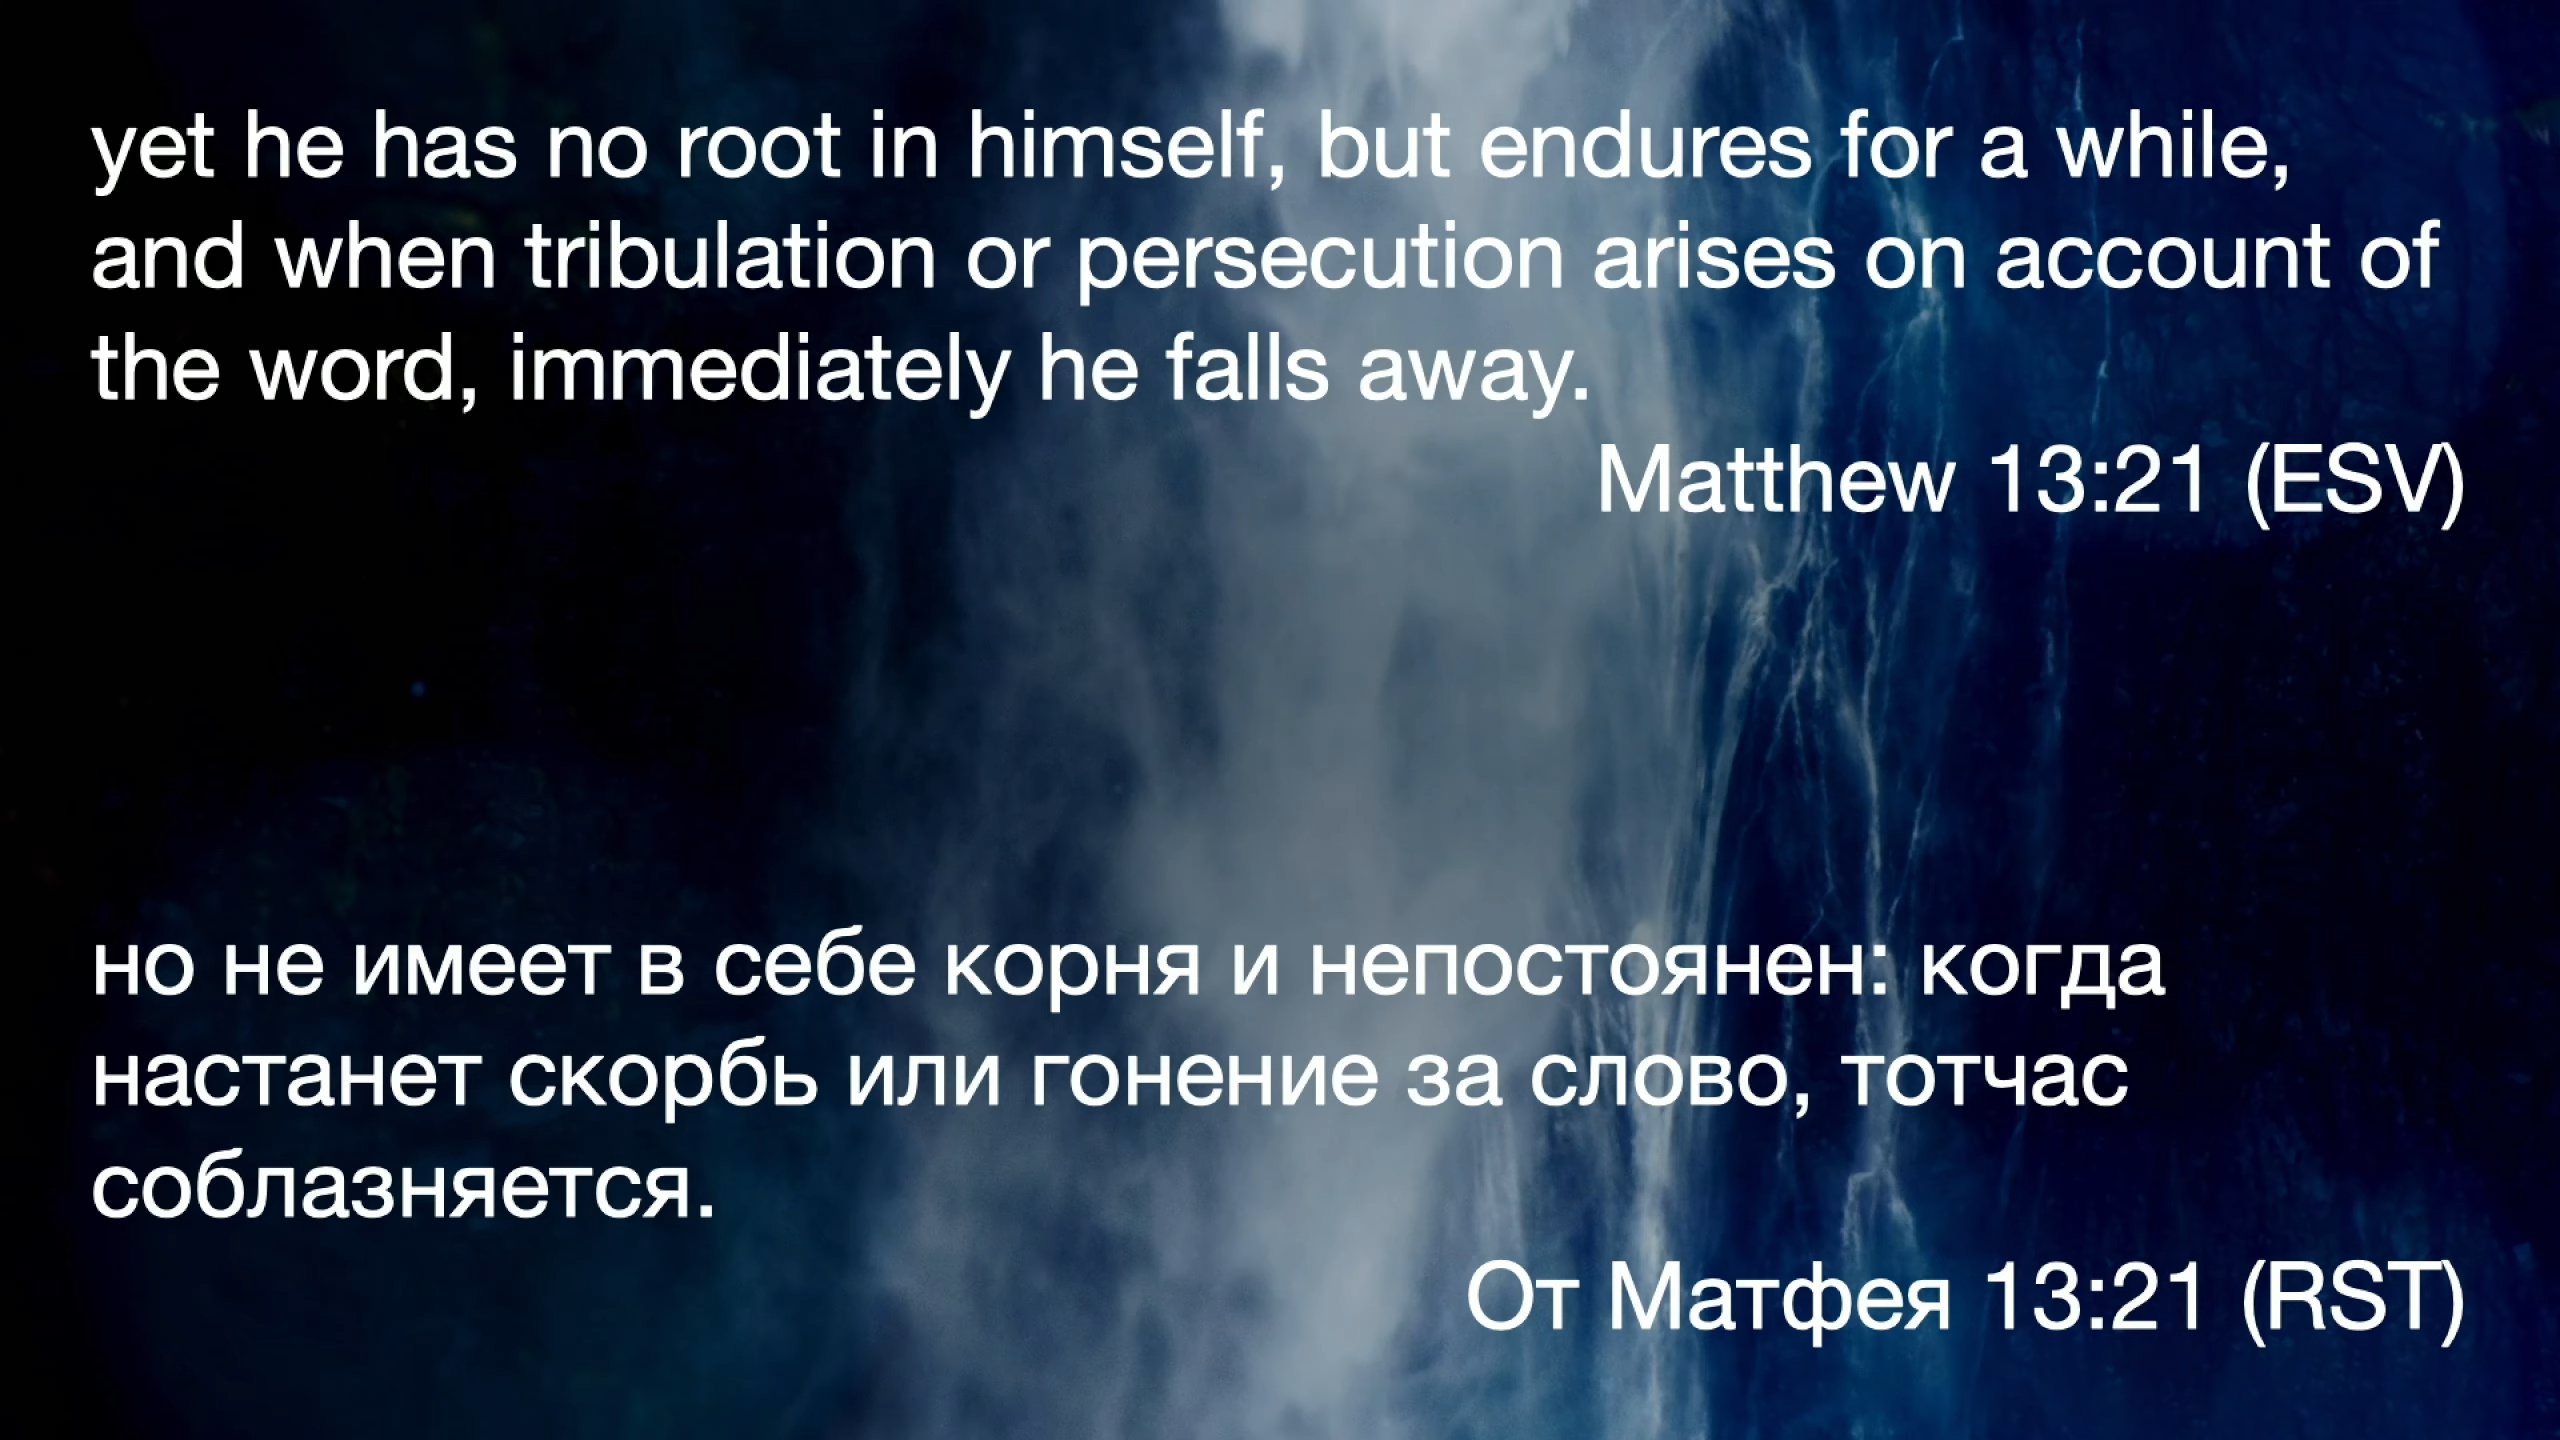 yet he has no root in himself, but endures for a while,
and when tribulation or persecution arises on account of
the word, immediately he falls away.
Matthew 13:21 (ESV)
но не имеет в себе корня и непостоянен: когда
настанет скорбь или гонение за слово, тотчас
соблазняется.
От Матфея 13:21 (RST)